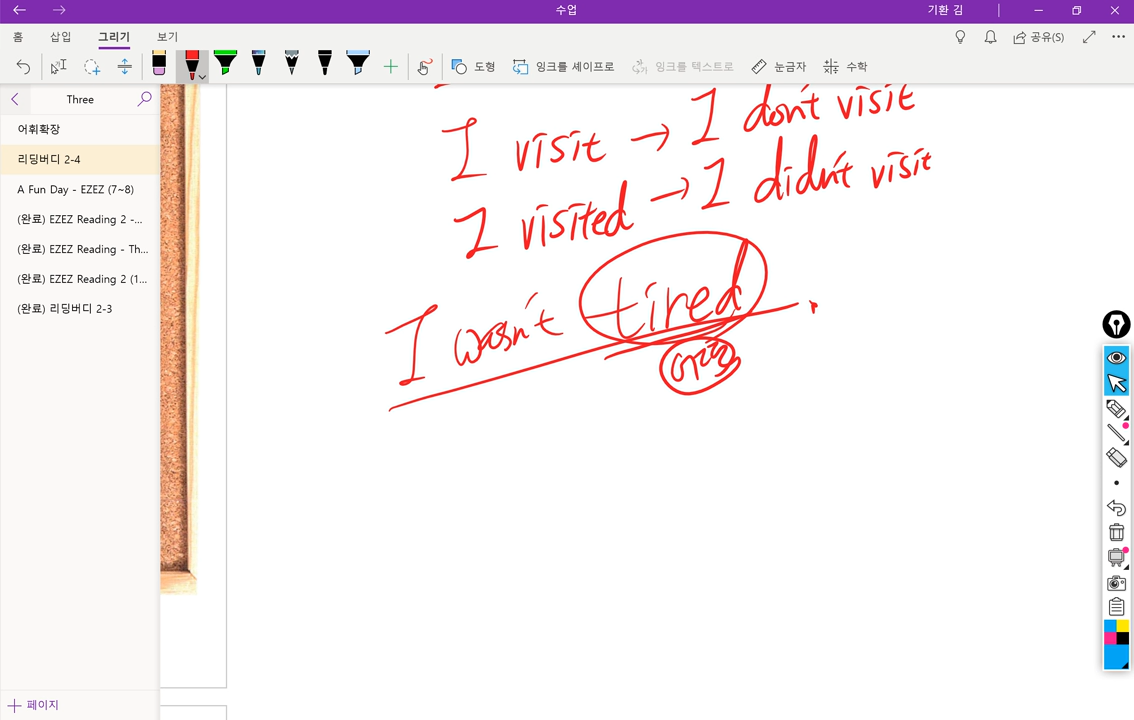 수업
기환 김
홈 삽입 그리기 보기
공유(S)
도형 잉크를 셰이프로 잉크를 텍스트로 눈금자 수학
Three
어휘확장
리딩버디 2-4
A Fun Day - EZEZ (7~8)
(완료) EZEZ Reading 2 -...
(완료) EZEZ Reading - Th...
(완료) EZEZ Reading 2 (1...
(완료) 리딩버디 2-3
페이지
I visit → I don't visit
I visited → I didn't visit
I wasn't tired.